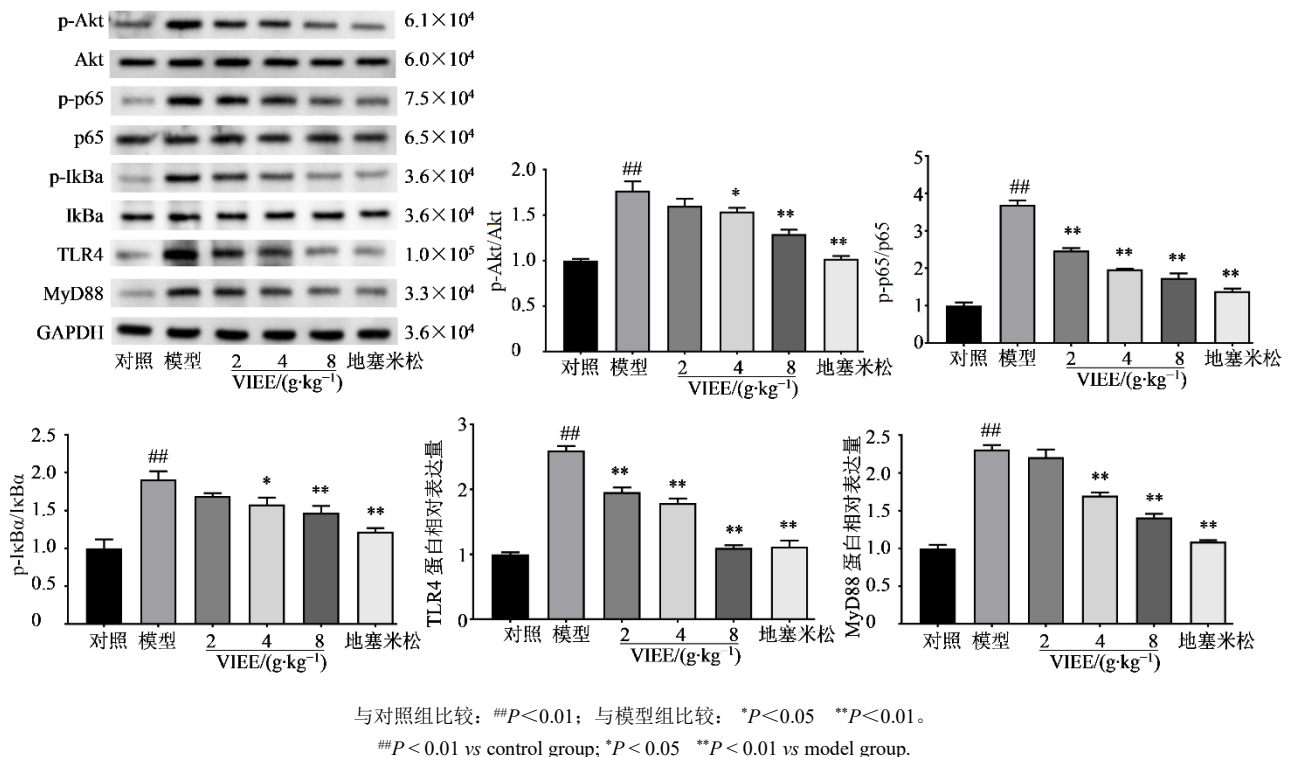 p-Akt 6.1×10⁴
Akt 6.0×10⁴
p-p65 7.5×10⁴
p65 6.5×10⁴
p-IkBa 3.6×10⁴
IkBa 3.6×10⁴
TLR4 1.0×10⁵
MyD88 3.3×10⁴
GAPDH 3.6×10⁴
对照 模型 2 4 8 地塞米松
VIEE/(g·kg⁻¹)
p-Akt/Akt
2.0
1.5
1.0
0.5
0
## * ** **
对照 模型 2 4 8 地塞米松
VIEE/(g·kg⁻¹)
p-p65/p65
5
4
3
2
1
0
## ** ** ** **
对照 模型 2 4 8 地塞米松
VIEE/(g·kg⁻¹)
p-IκBα/IκBα
2.5
2.0
1.5
1.0
0.5
0
## * ** **
对照 模型 2 4 8 地塞米松
VIEE/(g·kg⁻¹)
TLR4 蛋白相对表达量
3
2
1
0
## ** ** ** **
对照 模型 2 4 8 地塞米松
VIEE/(g·kg⁻¹)
MyD88 蛋白相对表达量
2.5
2.0
1.5
1.0
0.5
0
## ** ** **
对照 模型 2 4 8 地塞米松
VIEE/(g·kg⁻¹)
与对照组比较：##P＜0.01；与模型组比较： *P＜0.05 **P＜0.01。
##P < 0.01 vs control group; *P < 0.05 **P < 0.01 vs model group.